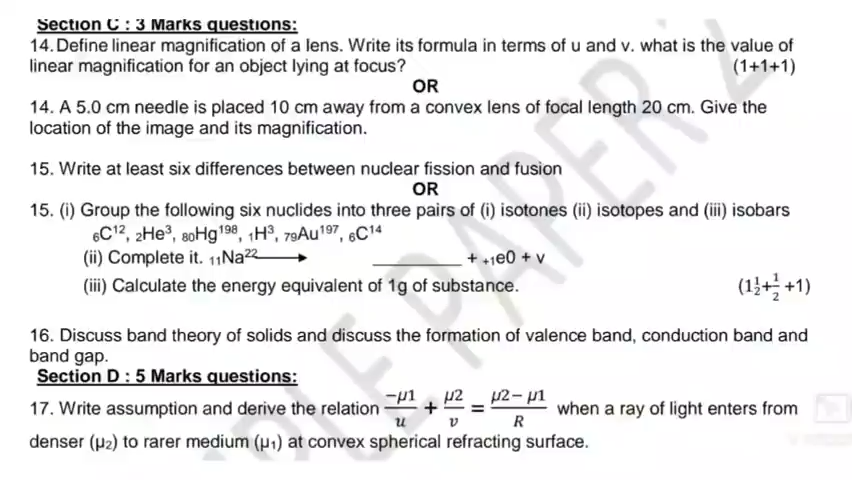 Section C : 3 Marks questions:
14. Define linear magnification of a lens. Write its formula in terms of u and v. what is the value of
linear magnification for an object lying at focus? (1+1+1)
OR
14. A 5.0 cm needle is placed 10 cm away from a convex lens of focal length 20 cm. Give the
location of the image and its magnification.
15. Write at least six differences between nuclear fission and fusion
OR
15. (i) Group the following six nuclides into three pairs of (i) isotones (ii) isotopes and (iii) isobars
₆C¹², ₂He³, ₈₀Hg¹⁹⁸, ₁H³, ₇₉Au¹⁹⁷, ₆C¹⁴
(ii) Complete it. ₁₁Na²² ⟶ _________ + ₊₁e0 + ν
(iii) Calculate the energy equivalent of 1g of substance. (1½+½+1)
16. Discuss band theory of solids and discuss the formation of valence band, conduction band and
band gap.
Section D : 5 Marks questions:
17. Write assumption and derive the relation −μ1/u + μ2/v = μ2− μ1/R when a ray of light enters from
denser (μ₂) to rarer medium (μ₁) at convex spherical refracting surface.
PLE PAPER 2